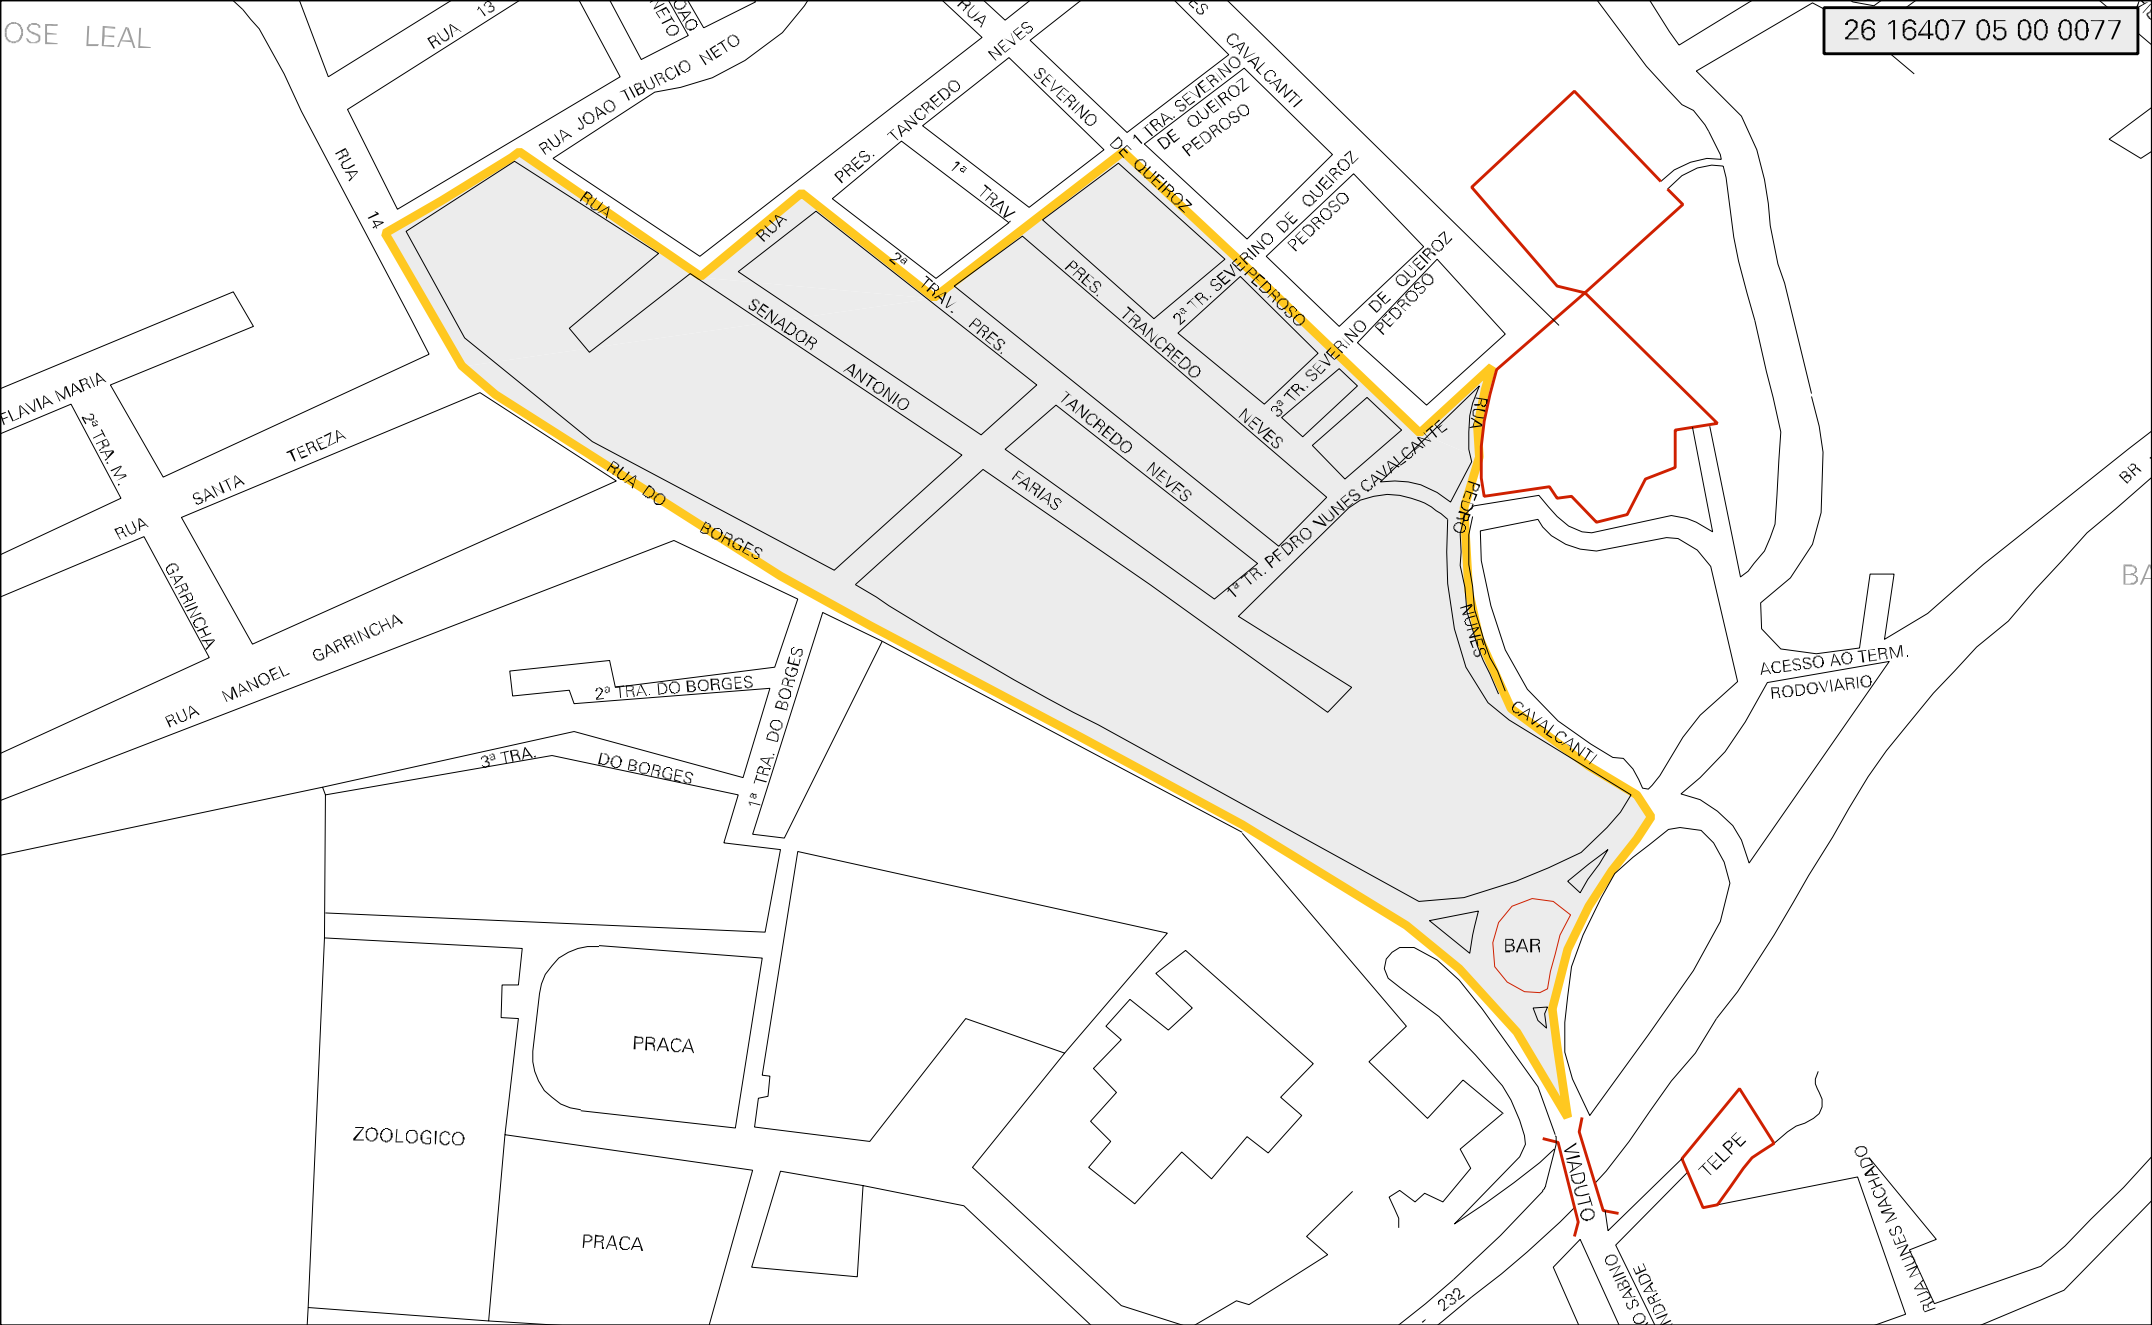 26 16407 05 00 0077
OSE LEAL
RUA 13
NETO
RUA JOAO TIBURCIO NETO
RUA
NEVES
PRES. TANCREDO
SEVERINO
CAVALCANTI
1 TRA. SEVERINO
DE QUEIROZ
PEDROSO
DE QUEIROZ
PEDROSO
RUA
14
RUA
RUA
1ª TRAV.
2ª TRAV. PRES.
TANCREDO NEVES
PRES. TRANCREDO NEVES
2ª TR. SEVERINO DE QUEIROZ
PEDROSO
3ª TR. SEVERINO DE QUEIROZ
PEDROSO
SENADOR ANTONIO
FARIAS
1ª TR. PEDRO NUNES CAVALCANTE
RUA PEDRO
NUNES
CAVALCANTI
FLAVIA MARIA
2ª TRA. M.
GARRINCHA
RUA SANTA TEREZA
RUA DO BORGES
RUA MANOEL GARRINCHA
2ª TRA. DO BORGES
1ª TRA. DO BORGES
3ª TRA. DO BORGES
BR
BA
ACESSO AO TERM.
RODOVIARIO
BAR
PRACA
ZOOLOGICO
PRACA
VIADUTO
TELPE
RUA NUNES MACHADO
O SABINO
NDRADE
232